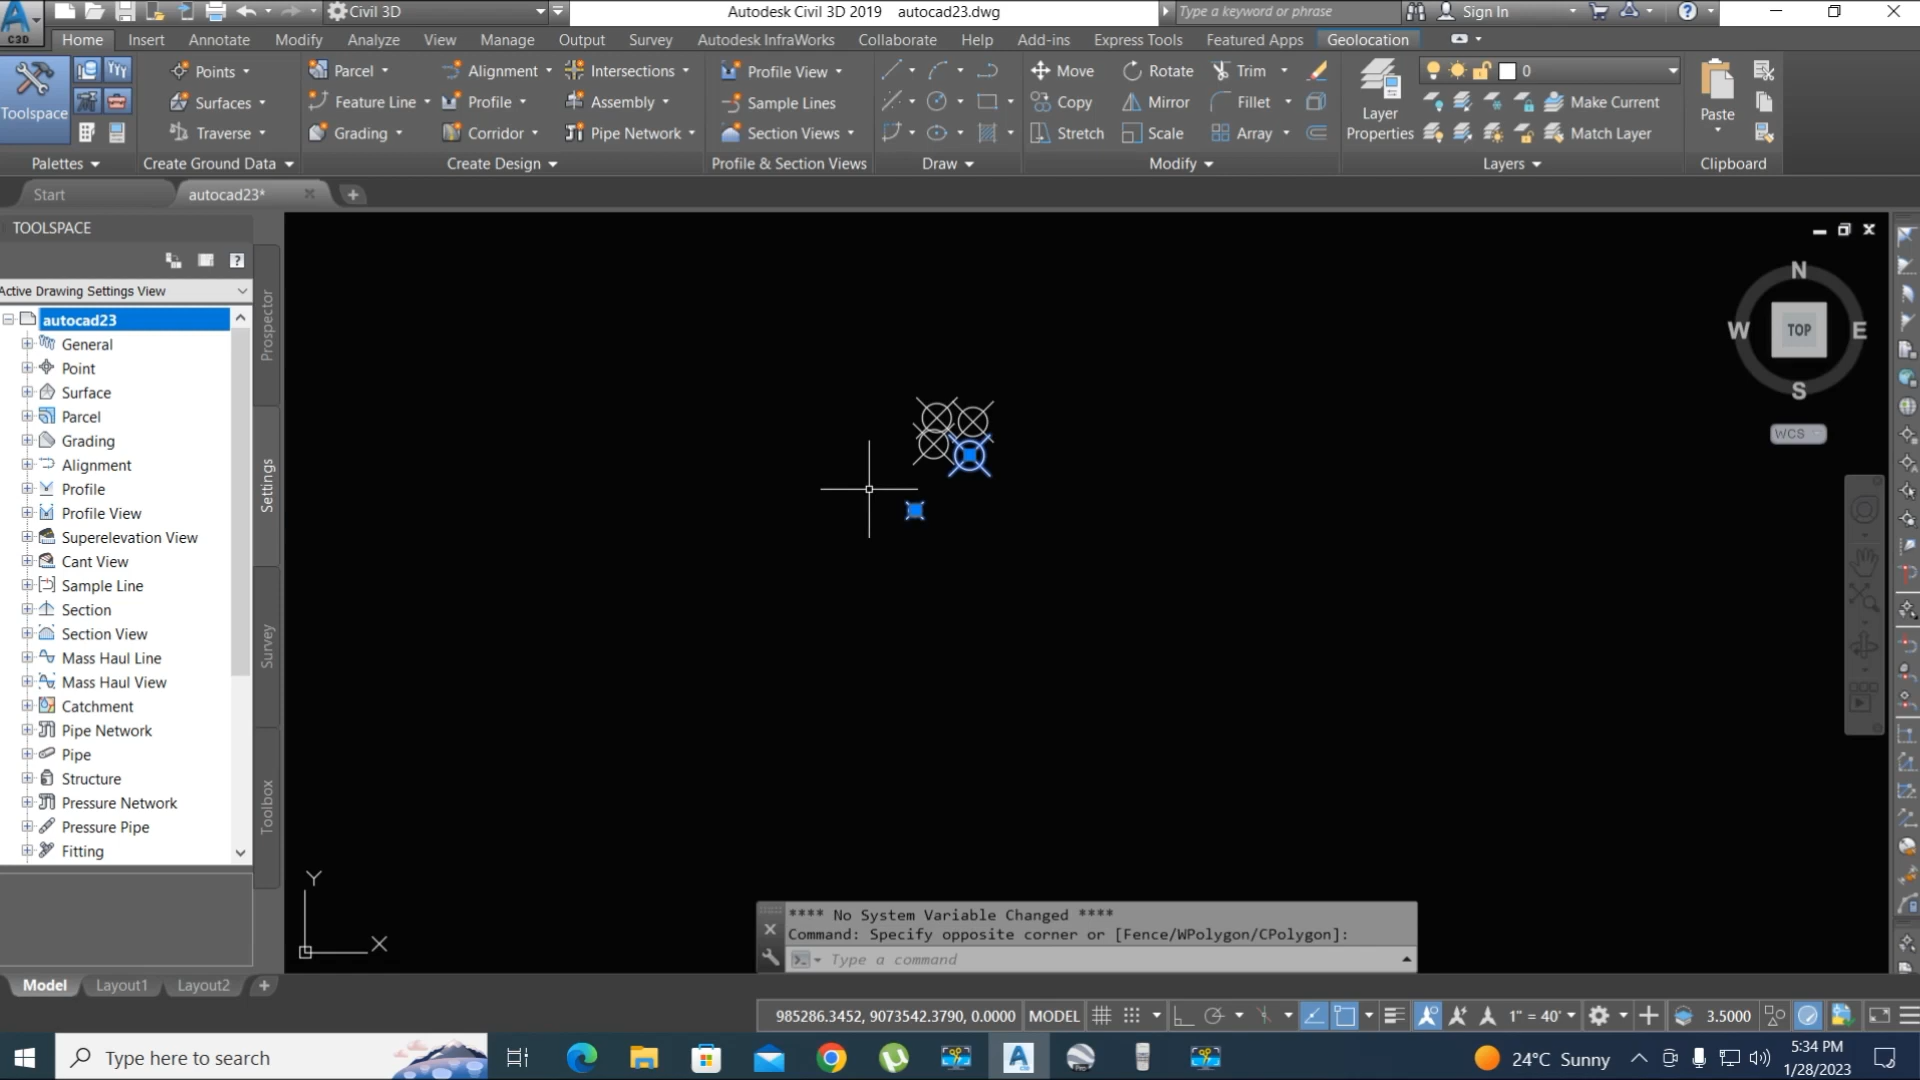 C3D
Civil 3D
Autodesk Civil 3D 2019 autocad23.dwg
Type a keyword or phrase
Sign In
Home Insert Annotate Modify Analyze View Manage Output Survey Autodesk InfraWorks Collaborate Help Add-ins Express Tools Featured Apps Geolocation
Toolspace
Points
Surfaces
Traverse
Parcel
Feature Line
Grading
Alignment
Profile
Corridor
Intersections
Assembly
Pipe Network
Profile View
Sample Lines
Section Views
Move Rotate Trim
Copy Mirror Fillet
Stretch Scale Array
Layer
Properties
0
Make Current
Match Layer
Paste
Palettes
Create Ground Data
Create Design
Profile & Section Views
Draw
Modify
Layers
Clipboard
Start
autocad23*
TOOLSPACE
Active Drawing Settings View
autocad23
General
Point
Surface
Parcel
Grading
Alignment
Profile
Profile View
Superelevation View
Cant View
Sample Line
Section
Section View
Mass Haul Line
Mass Haul View
Catchment
Pipe Network
Pipe
Structure
Pressure Network
Pressure Pipe
Fitting
Prospector
Settings
Survey
Toolbox
N
W
TOP
E
S
WCS
Y
X
**** No System Variable Changed ****
Command: Specify opposite corner or [Fence/WPolygon/CPolygon]:
Type a command
Model Layout1 Layout2
985286.3452, 9073542.3790, 0.0000 MODEL
1" = 40'
3.5000
Type here to search
24°C Sunny
5:34 PM
1/28/2023